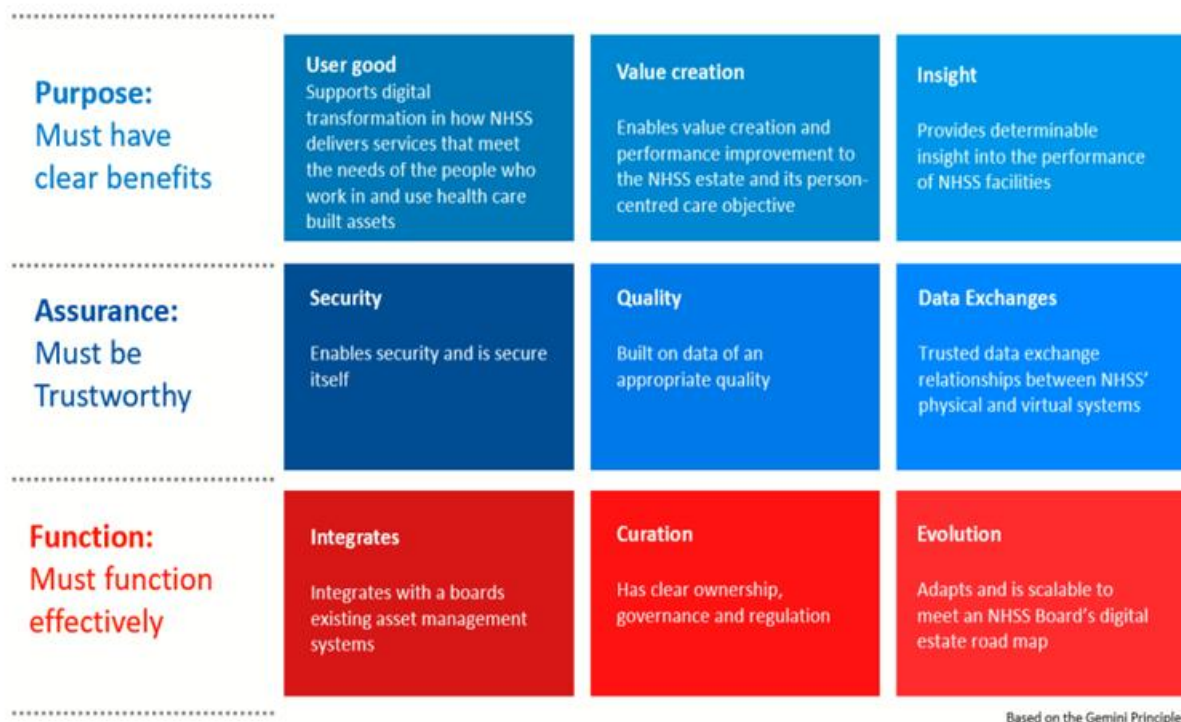 Purpose:
Must have
clear benefits
User good
Supports digital
transformation in how NHSS
delivers services that meet
the needs of the people who
work in and use health care
built assets
Value creation
Enables value creation and
performance improvement to
the NHSS estate and its person-
centred care objective
Insight
Provides determinable
insight into the performance
of NHSS facilities
Assurance:
Must be
Trustworthy
Security
Enables security and is secure
itself
Quality
Built on data of an
appropriate quality
Data Exchanges
Trusted data exchange
relationships between NHSS'
physical and virtual systems
Function:
Must function
effectively
Integrates
Integrates with a boards
existing asset management
systems
Curation
Has clear ownership,
governance and regulation
Evolution
Adapts and is scalable to
meet an NHSS Board's digital
estate road map
Based on the Gemini Principle